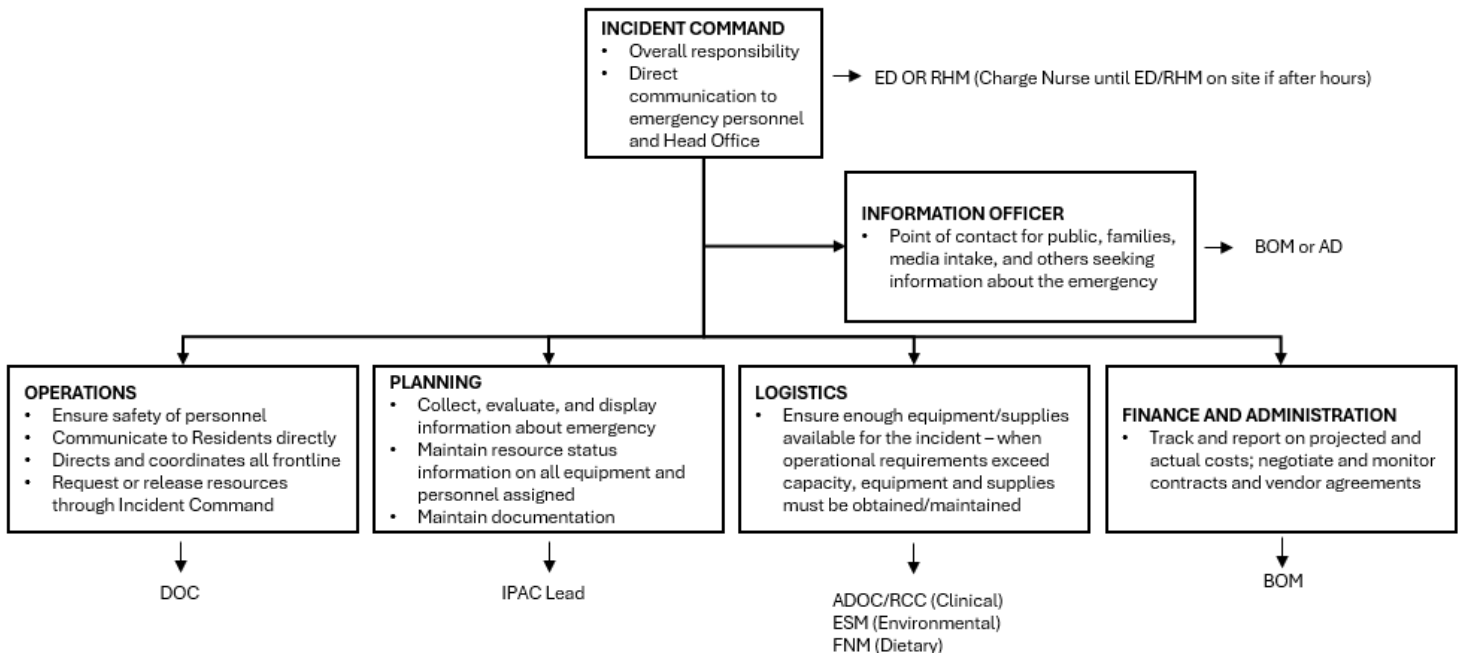 INCIDENT COMMAND
• Overall responsibility
• Direct
communication to
emergency personnel
and Head Office
ED OR RHM (Charge Nurse until ED/RHM on site if after hours)
INFORMATION OFFICER
• Point of contact for public, families,
media intake, and others seeking
information about the emergency
BOM or AD
OPERATIONS
• Ensure safety of personnel
• Communicate to Residents directly
• Directs and coordinates all frontline
• Request or release resources
through Incident Command
DOC
PLANNING
• Collect, evaluate, and display
information about emergency
• Maintain resource status
information on all equipment and
personnel assigned
• Maintain documentation
IPAC Lead
LOGISTICS
• Ensure enough equipment/supplies
available for the incident – when
operational requirements exceed
capacity, equipment and supplies
must be obtained/maintained
ADOC/RCC (Clinical)
ESM (Environmental)
FNM (Dietary)
FINANCE AND ADMINISTRATION
• Track and report on projected and
actual costs; negotiate and monitor
contracts and vendor agreements
BOM